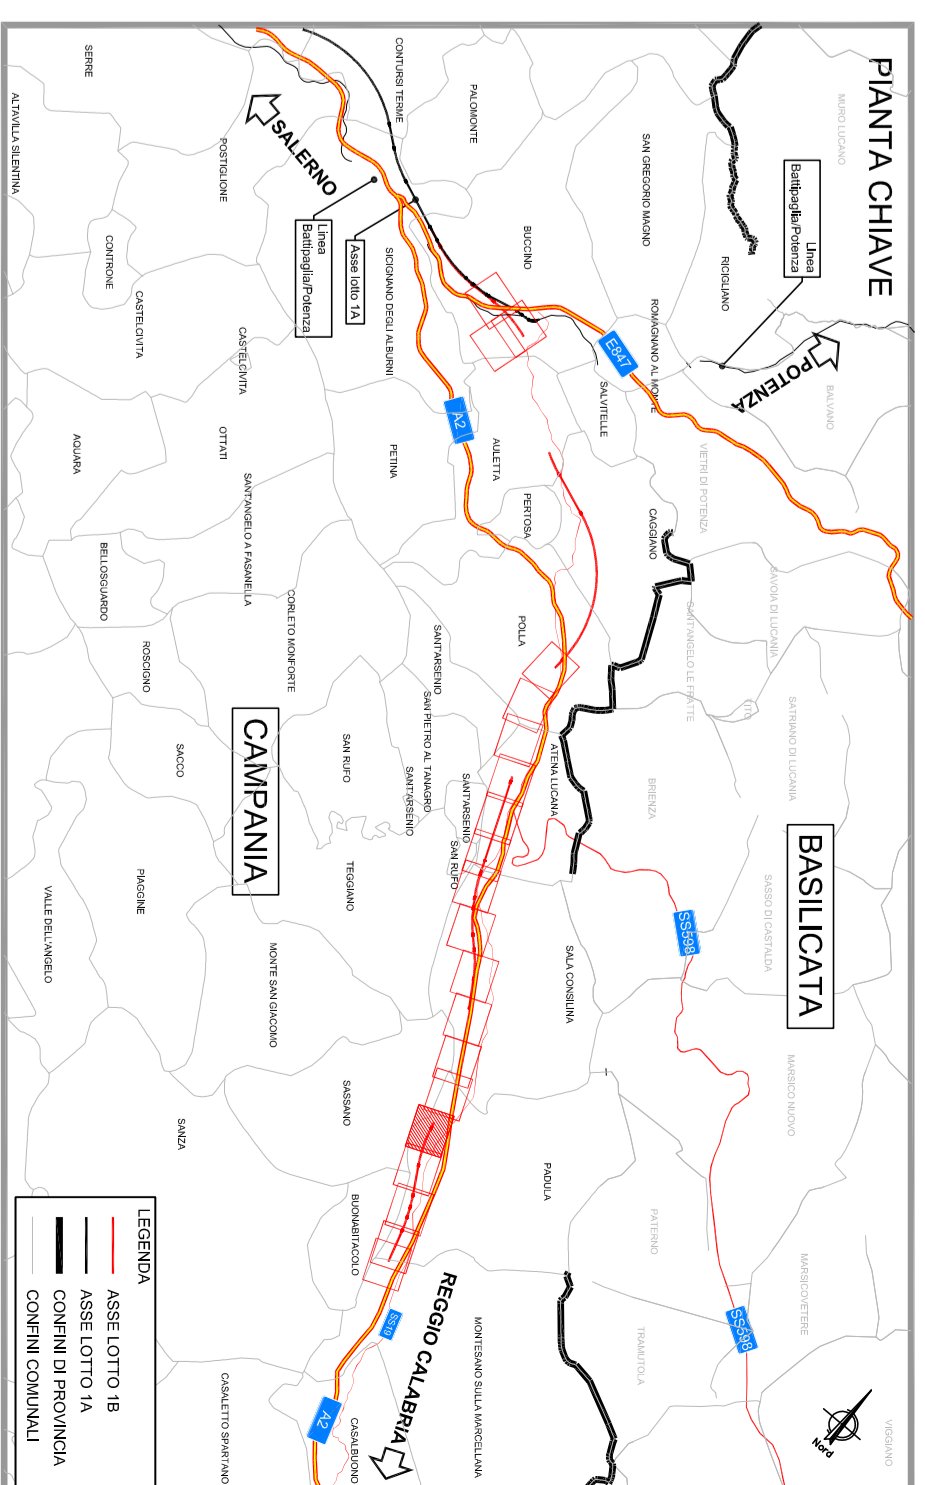 PIANTA CHIAVE
MURO LUCANO
SERRE
CONTURSI TERME
PALOMONTE
ALTAVILLA SILENTINA
POSTIGLIONE
SALERNO
SAN GREGORIO MAGNO
LInea
Battipaglia/Potenza
BUCCINO
RICIGLIANO
Linea
Battipaglia/Potenza
Asse lotto 1A
CONTRONE
CASTELCIVITA
SICIGNANO DEGLI ALBURNI
CASTELCIVITA
ROMAGNANO AL MONTE
E847
POTENZA
BALVANO
SALVITELLE
A2
AQUARA
OTTATI
PETINA
AULETTA
VIETRI DI POTENZA
SANT'ANGELO A FASANELLA
PERTOSA
CAGGIANO
BELLOSGUARDO
CORLETO MONFORTE
SAVOIA DI LUCANIA
SANT'ANGELO LE FRATTE
POLLA
SANT'ARSENIO
ROSCIGNO
SAN PIETRO AL TANAGRO
TITO
SATRIANO DI LUCANIA
SACCO
CAMPANIA
SAN RUFO
SANT'ARSENIO
SANT'ARSENIO
ATENA LUCANA
BRIENZA
BASILICATA
SAN RUFO
TEGGIANO
PIAGGINE
VALLE DELL'ANGELO
SASSO DI CASTALDA
SS598
MONTE SAN GIACOMO
SALA CONSILINA
MARSICO NUOVO
SASSANO
SANZA
PADULA
BUONABITACOLO
PATERNO
MARSICOVETERE
REGGIO CALABRIA
SS19
SS598
MONTESANO SULLA MARCELLANA
TRAMUTOLA
CASALETTO SPARTANO
A2
CASALBUONO
Nord
VIGGIANO
LEGENDA
ASSE LOTTO 1B
ASSE LOTTO 1A
CONFINI DI PROVINCIA
CONFINI COMUNALI